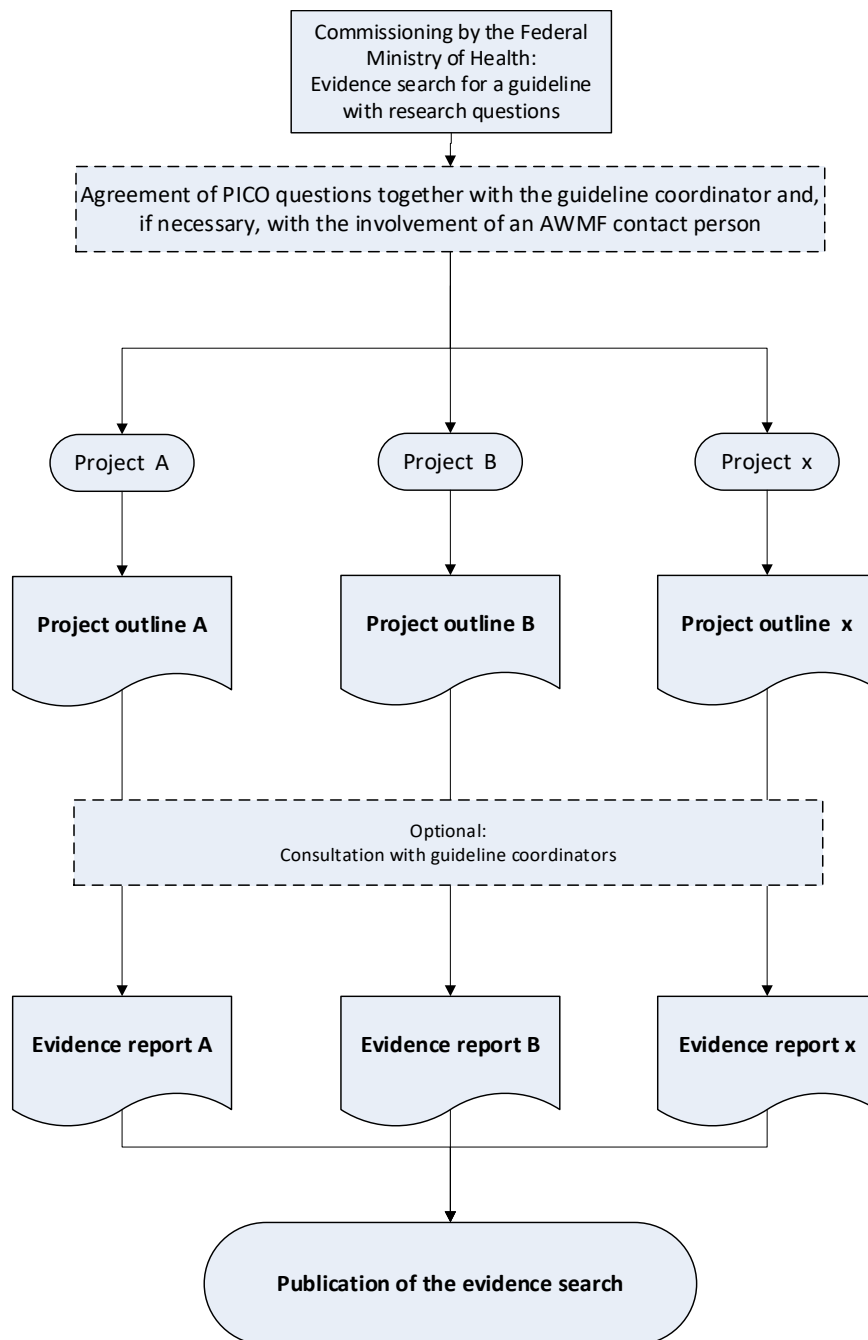 Commissioning by the Federal
Ministry of Health:
Evidence search for a guideline
with research questions
Agreement of PICO questions together with the guideline coordinator and,
if necessary, with the involvement of an AWMF contact person
Project A
Project B
Project x
Project outline A
Project outline B
Project outline x
Optional:
Consultation with guideline coordinators
Evidence report A
Evidence report B
Evidence report x
Publication of the evidence search